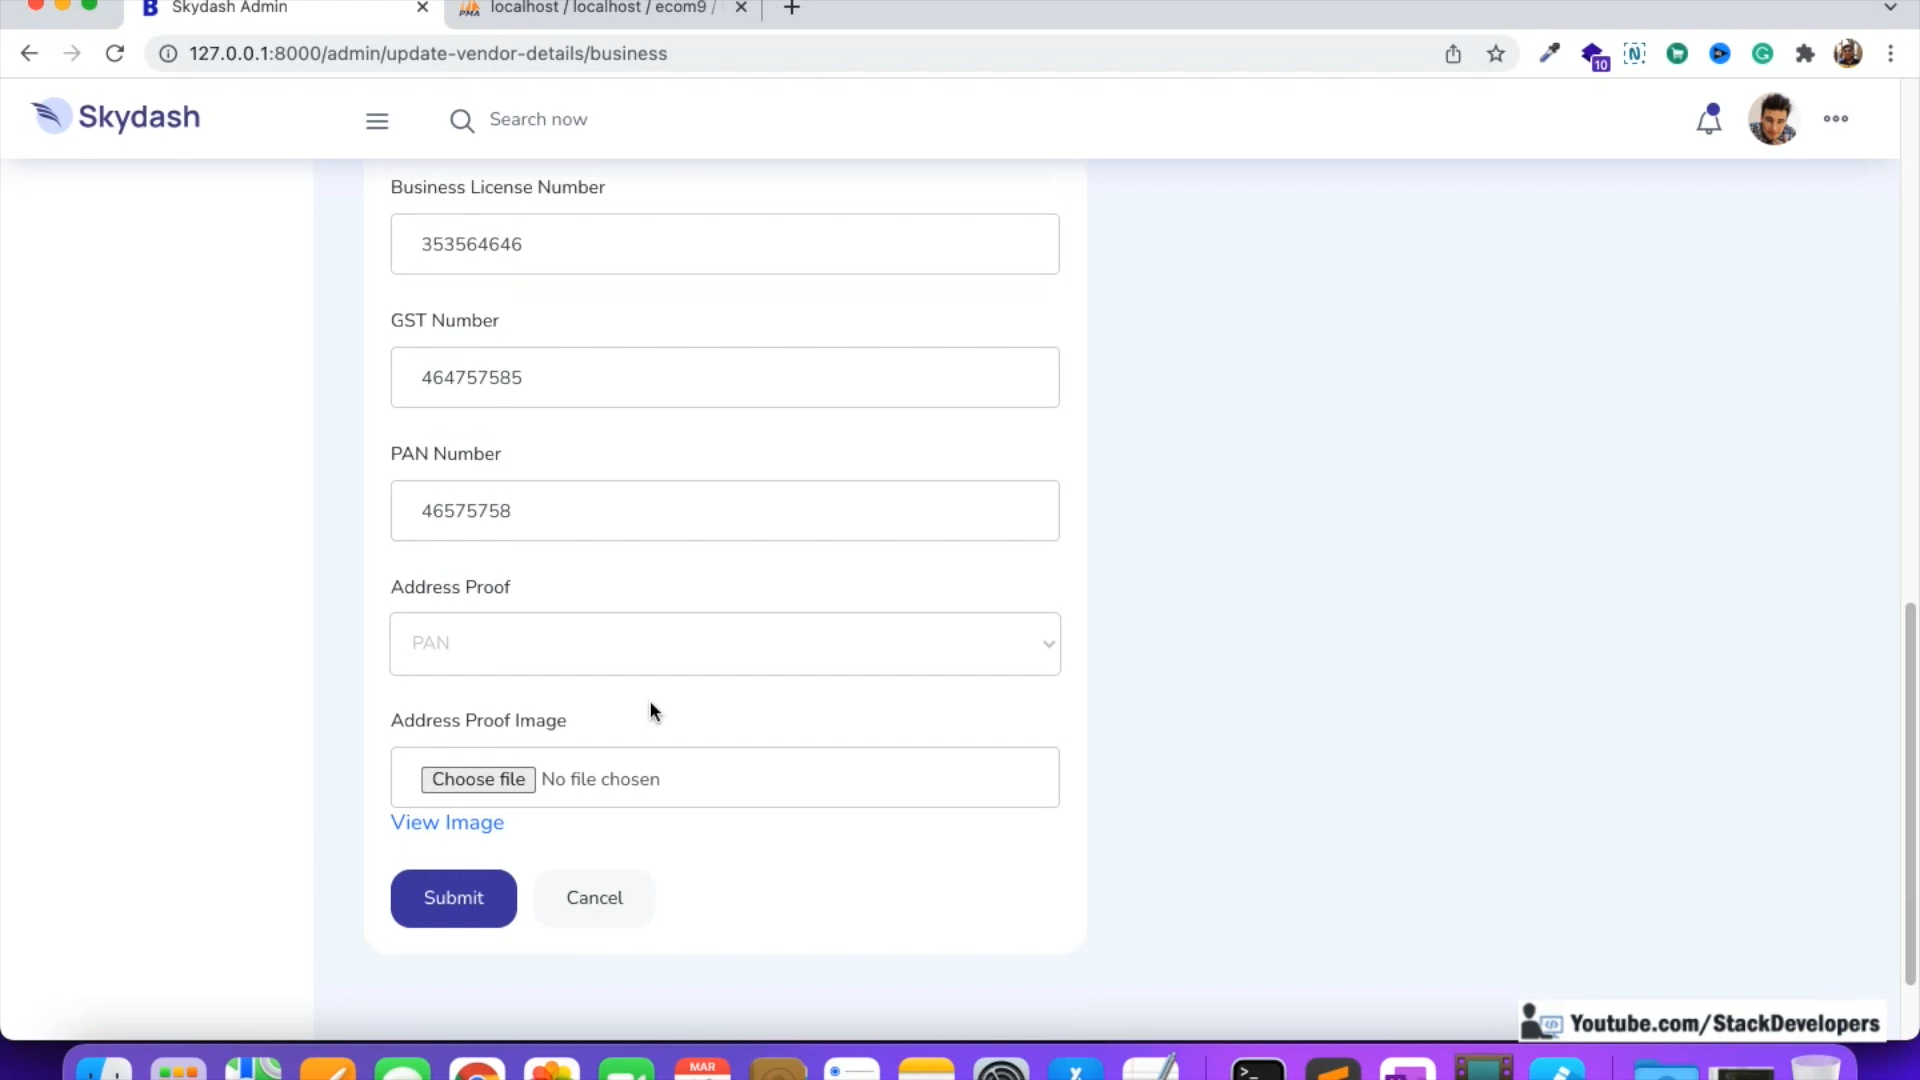 Skydash Admin
localhost / localhost / ecom9 /
127.0.0.1:8000/admin/update-vendor-details/business
10
Skydash
Search now
Business License Number
353564646
GST Number
464757585
PAN Number
46575758
Address Proof
PAN
Address Proof Image
Choose file No file chosen
View Image
Submit
Cancel
Youtube.com/StackDevelopers
MAR